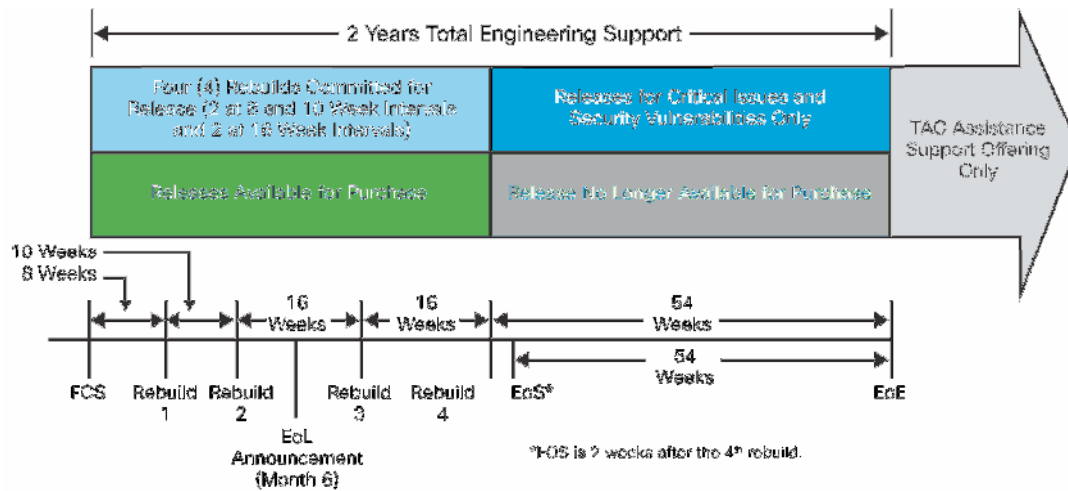 2 Years Total Engineering Support
Four (4) Rebuilds Committed for
Release (2 at 8 and 10 Week Intervals
and 2 at 16 Week Intervals)
Releases for Critical Issues and
Security Vulnerabilities Only
TAC Assistance
Support Offering
Only
Releases Available for Purchase
Release No Longer Available for Purchase
10 Weeks
8 Weeks
16
Weeks
16
Weeks
54
Weeks
54
Weeks
FCS
Rebuild
1
Rebuild
2
Rebuild
3
Rebuild
4
EoS*
EoE
EoL
Announcement
(Month 6)
*EOS is 2 weeks after the 4th rebuild.